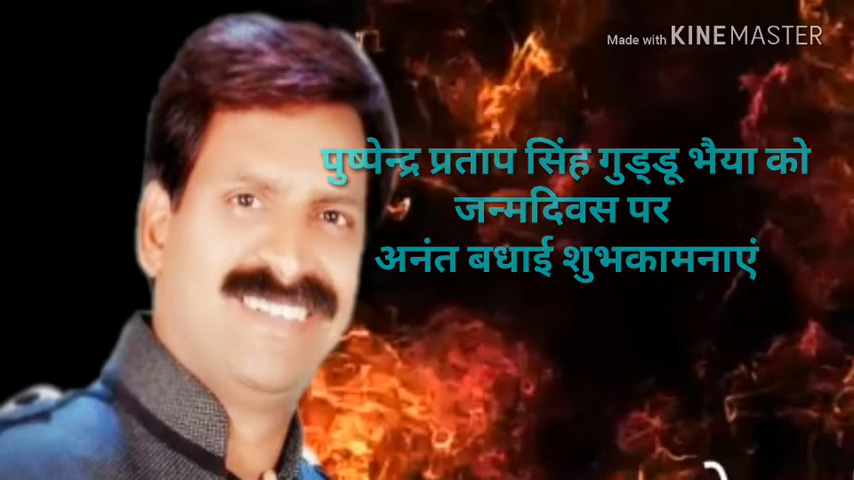 Made with KINEMASTER
पुष्पेन्द्र प्रताप सिंह गुड्डू भैया को
जन्मदिवस पर
अनंत बधाई शुभकामनाएं